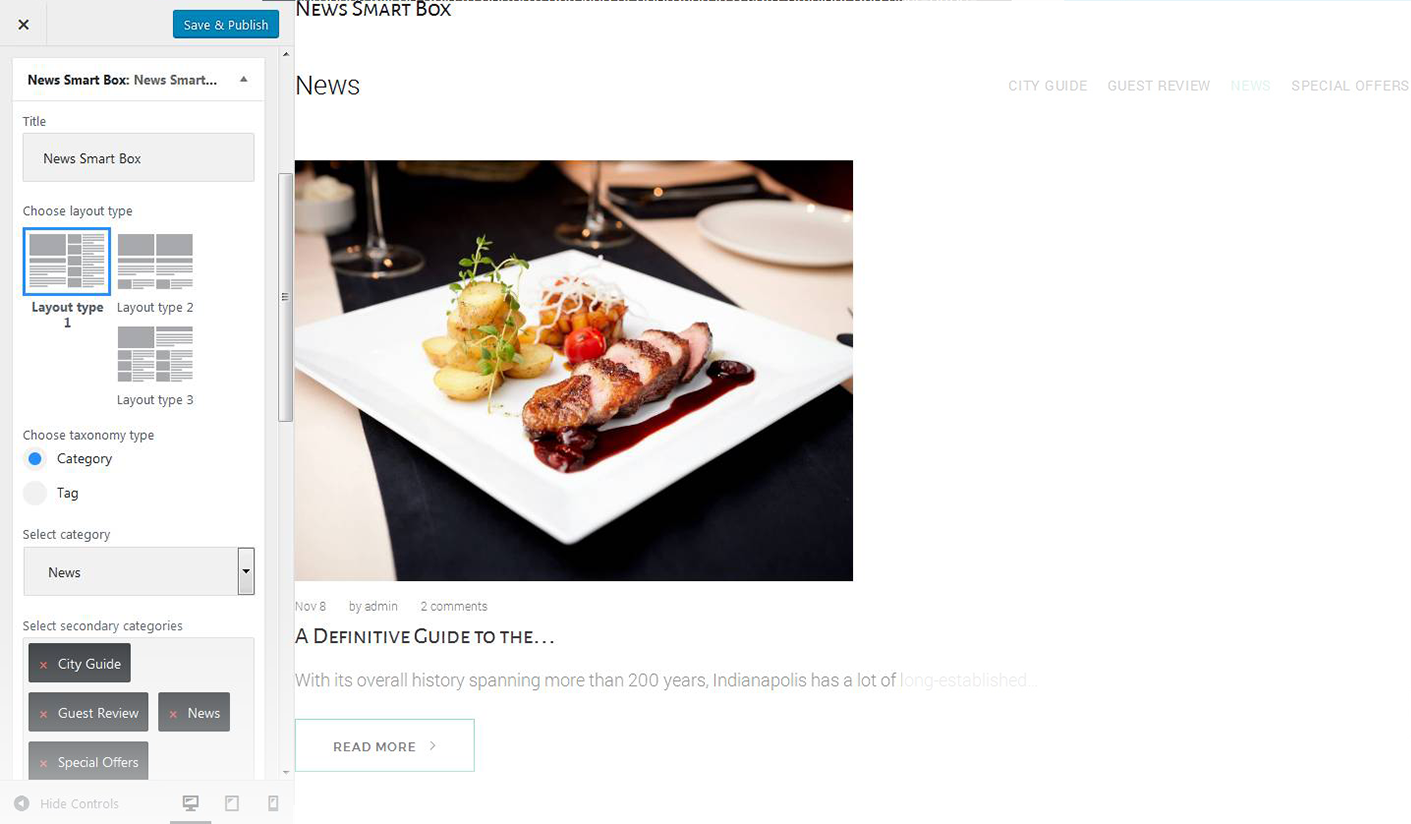 Save & Publish
News Smart Box: News Smart...
Title
News Smart Box
Choose layout type
Layout type 1
Layout type 2
Layout type 3
Choose taxonomy type
Category
Tag
Select category
News
Select secondary categories
× City Guide
× Guest Review × News
× Special Offers
Hide Controls
News Smart Box
News
CITY GUIDE GUEST REVIEW NEWS SPECIAL OFFERS
Nov 8 by admin 2 comments
A Definitive Guide to the...
With its overall history spanning more than 200 years, Indianapolis has a lot of long-established...
READ MORE